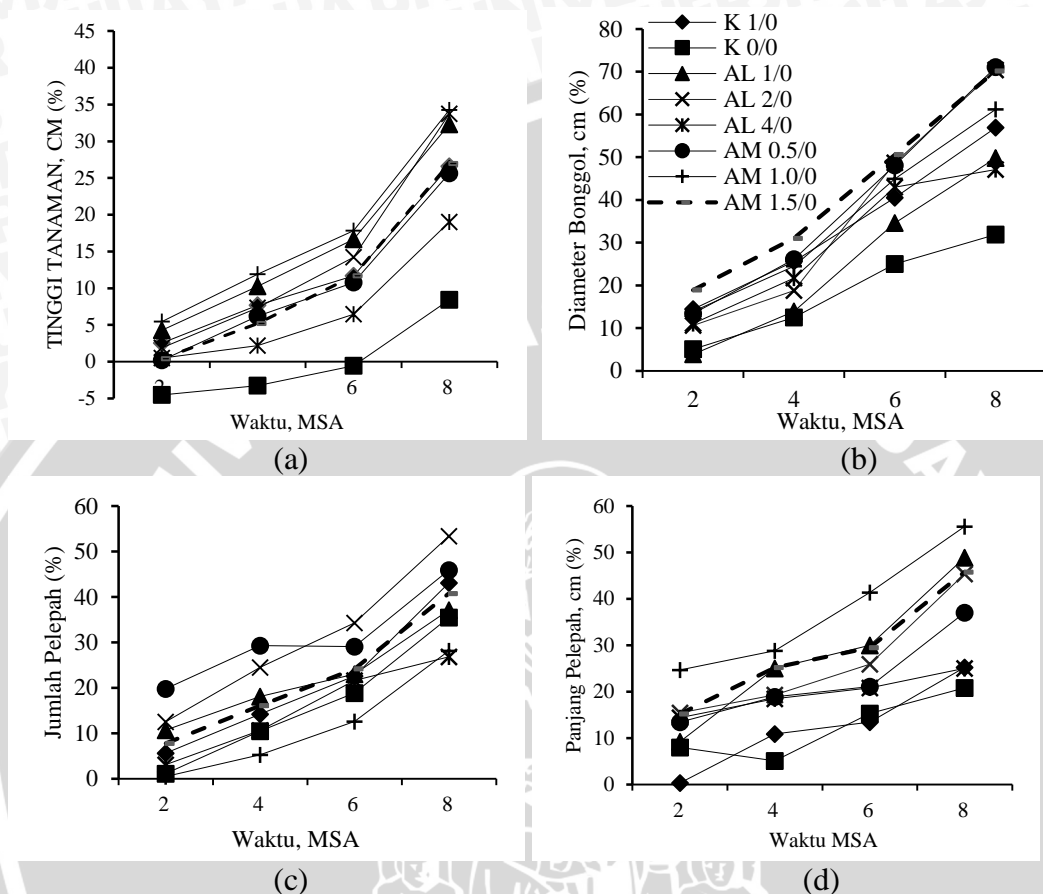 45
40
35
30
25
20
15
10
5
0
-5
TINGGI TANAMAN, CM (%)
2
4
6
8
Waktu, MSA
(a)
80
70
60
50
40
30
20
10
0
Diameter Bonggol, cm (%)
K 1/0
K 0/0
AL 1/0
AL 2/0
AL 4/0
AM 0.5/0
AM 1.0/0
AM 1.5/0
2
4
6
8
Waktu, MSA
(b)
60
50
40
30
20
10
0
Jumlah Pelepah (%)
2
4
6
8
Waktu, MSA
(c)
60
50
40
30
20
10
0
Panjang Pelepah, cm (%)
2
4
6
8
Waktu MSA
(d)